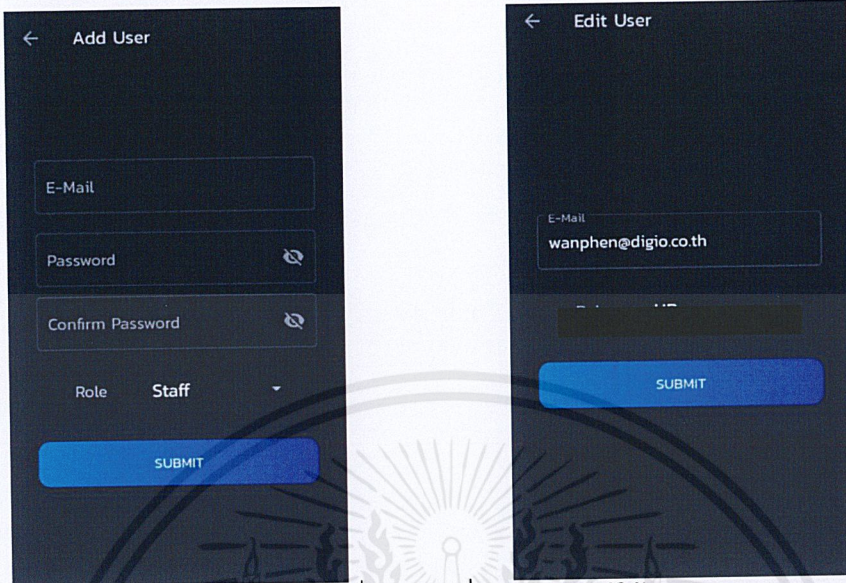 Add User
E-Mail
Password
Confirm Password
Role Staff
SUBMIT
Edit User
E-Mail
wanphen@digio.co.th
SUBMIT